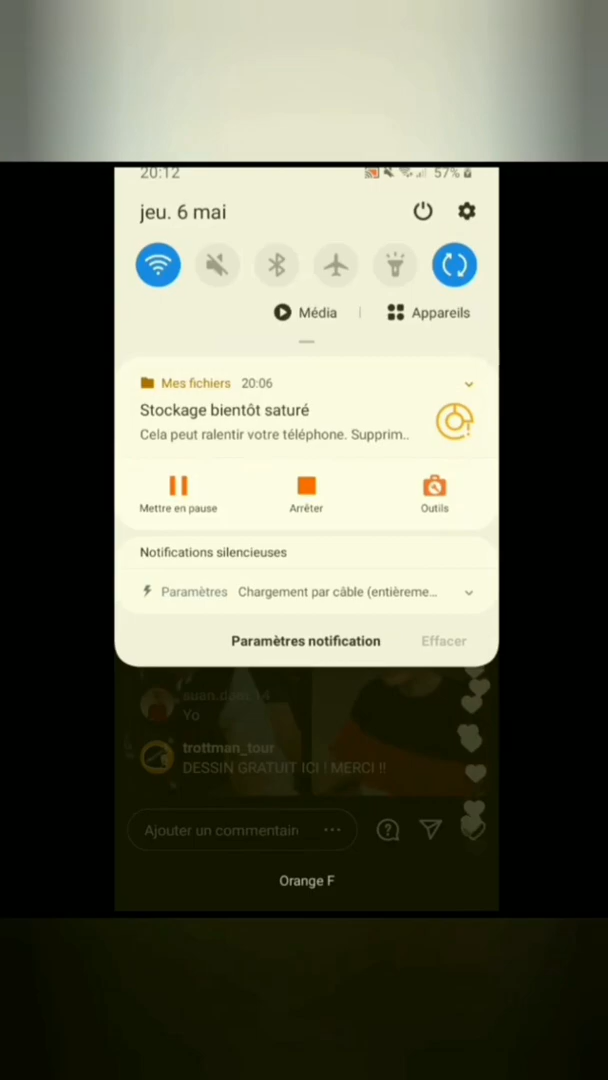 20:12 57%
jeu. 6 mai
Média | Appareils
Mes fichiers 20:06
Stockage bientôt saturé
Cela peut ralentir votre téléphone. Supprim..
Mettre en pause Arrêter Outils
Notifications silencieuses
Paramètres Chargement par câble (entièreme...
Paramètres notification Effacer
Yo
trottman_tour
DESSIN GRATUIT ICI ! MERCI !!
Ajouter un commentain ...
Orange F